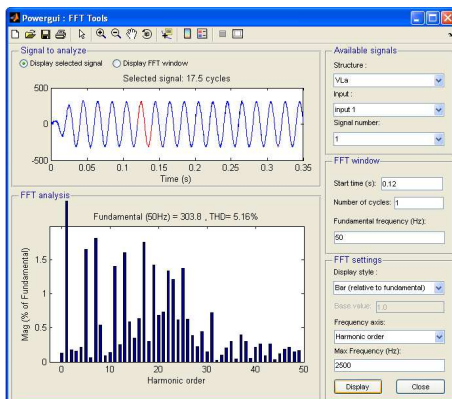 Powergui : FFT Tools
Signal to analyze
Display selected signal
Display FFT window
Selected signal: 17.5 cycles
500
0
-500
0
0.05
0.1
0.15
0.2
0.25
0.3
0.35
Time (s)
FFT analysis
Fundamental (50Hz) = 303.8 , THD= 5.16%
Mag (% of Fundamental)
1.5
1
0.5
0
0
10
20
30
40
50
Harmonic order
Available signals
Structure :
VLa
Input :
input 1
Signal number:
1
FFT window
Start time (s): 0.12
Number of cycles: 1
Fundamental frequency (Hz):
50
FFT settings
Display style :
Bar (relative to fundamental)
Base value: 1.0
Frequency axis:
Harmonic order
Max Frequency (Hz):
2500
Display
Close